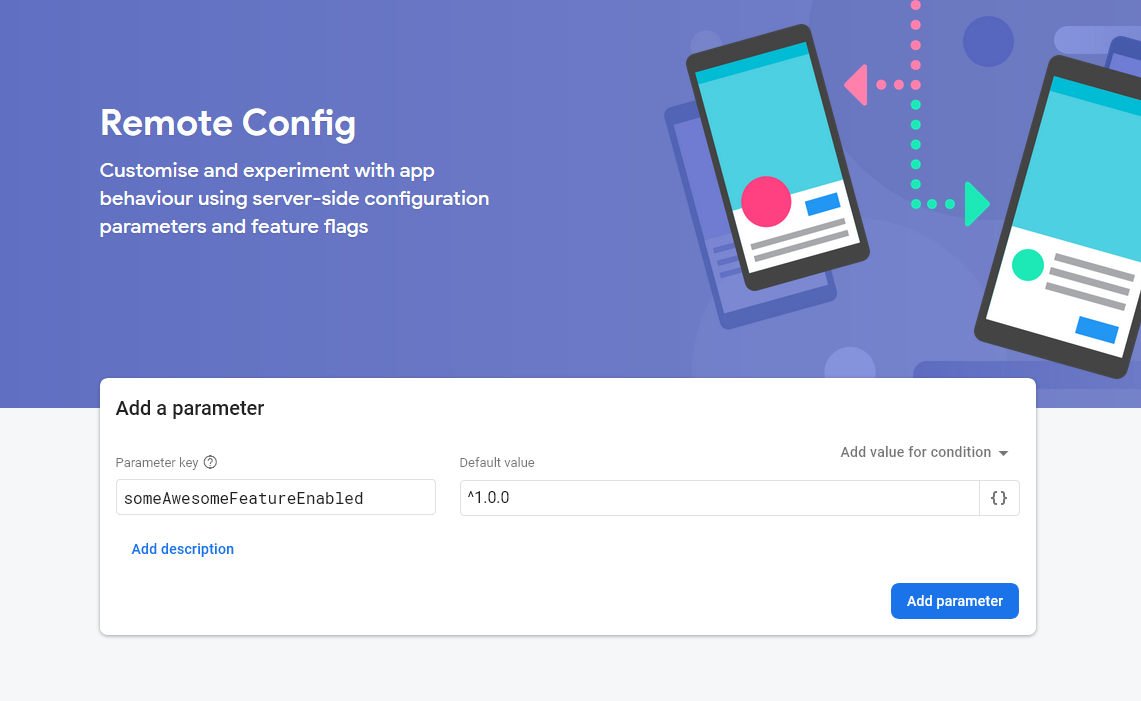 Remote Config
Customise and experiment with app
behaviour using server-side configuration
parameters and feature flags
Add a parameter
Add value for condition
Parameter key
Default value
someAwesomeFeatureEnabled
^1.0.0
{}
Add description
Add parameter